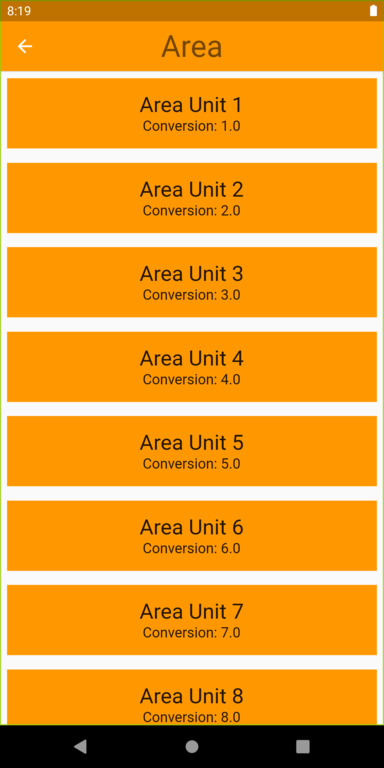 8:19
Area
Area Unit 1
Conversion: 1.0
Area Unit 2
Conversion: 2.0
Area Unit 3
Conversion: 3.0
Area Unit 4
Conversion: 4.0
Area Unit 5
Conversion: 5.0
Area Unit 6
Conversion: 6.0
Area Unit 7
Conversion: 7.0
Area Unit 8
Conversion: 8.0